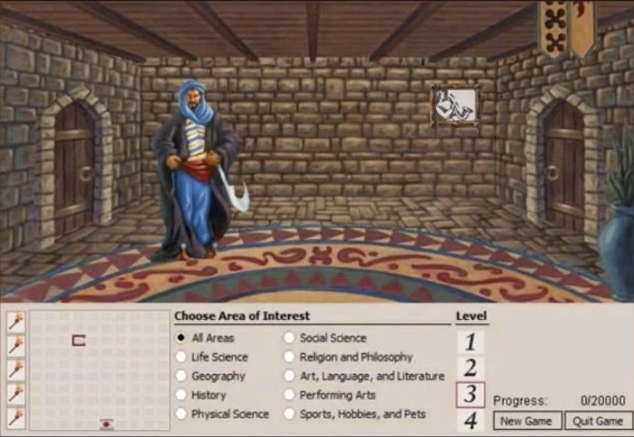 Choose Area of Interest
Level
All Areas
Social Science
1
Life Science
Religion and Philosophy
2
Geography
Art, Language, and Literature
3
History
Performing Arts
Progress: 0/20000
Physical Science
Sports, Hobbies, and Pets
4
New Game
Quit Game